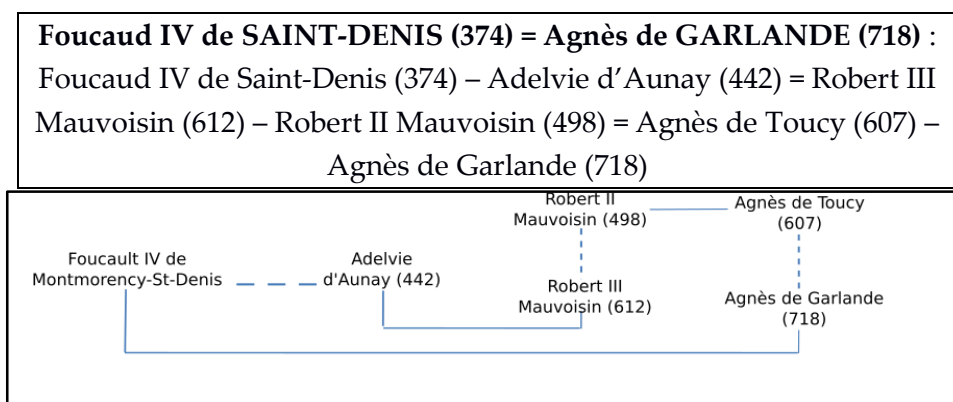 Foucaud IV de SAINT-DENIS (374) = Agnès de GARLANDE (718) :
Foucaud IV de Saint-Denis (374) – Adelvie d’Aunay (442) = Robert III
Mauvoisin (612) – Robert II Mauvoisin (498) = Agnès de Toucy (607) –
Agnès de Garlande (718)
Robert II
Mauvoisin (498)
Agnès de Toucy
(607)
Foucault IV de
Montmorency-St-Denis
Adelvie
d'Aunay (442)
Robert III
Mauvoisin (612)
Agnès de Garlande
(718)